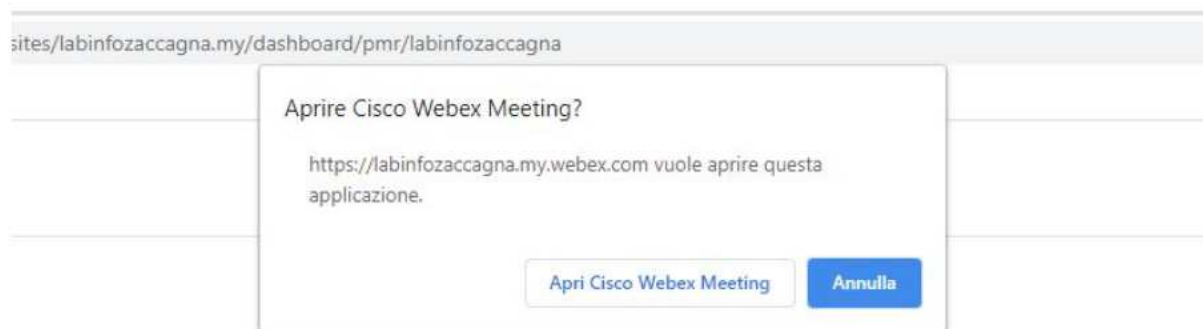 sites/labinfozaccagna.my/dashboard/pmr/labinfozaccagna
Aprire Cisco Webex Meeting?
https://labinfozaccagna.my.webex.com vuole aprire questa
applicazione.
Apri Cisco Webex Meeting
Annulla